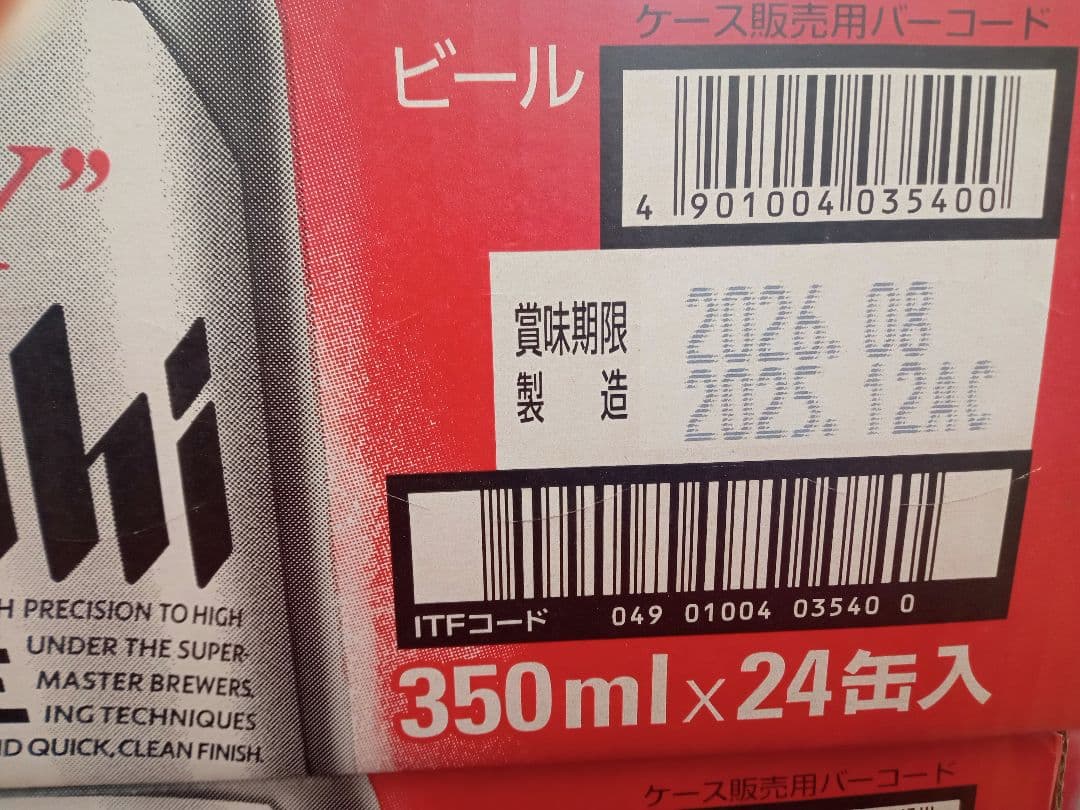 ケース販売用バーコード
ビール
4 901004 035400
Y”
賞味期限 2026.08
製造 2025.12AC
hi
ITFコード 049 01004 03540 0
PRECISION TO HIGH
UNDER THE SUPER-
MASTER BREWERS.
ING TECHNIQUES
QUICK, CLEAN FINISH.
350ml×24缶入
ケース販売用バーコード